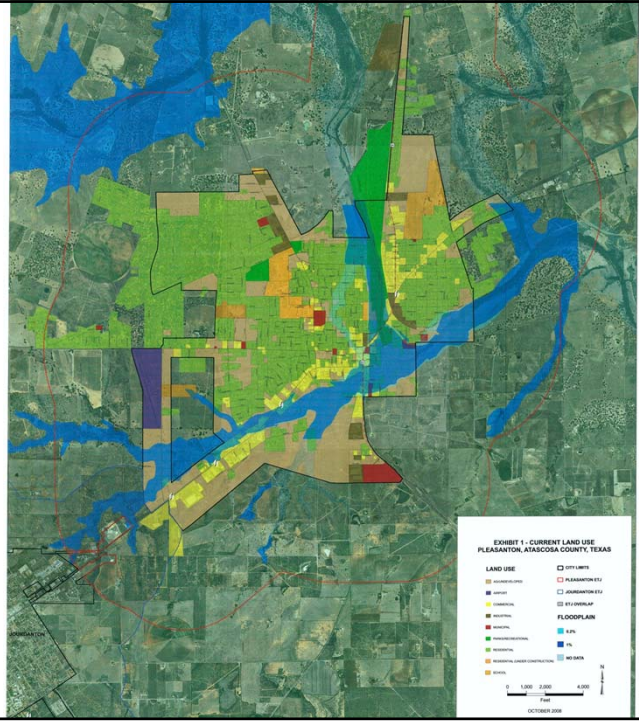 JOURDANTON
EXHIBIT 1 - CURRENT LAND USE
PLEASANTON, ATASCOSA COUNTY, TEXAS
LAND USE
AG/UNDEVELOPED
AIRPORT
COMMERCIAL
INDUSTRIAL
MUNICIPAL
PARKS/RECREATIONAL
RESIDENTIAL
RESIDENTIAL (UNDER CONSTRUCTION)
SCHOOL
CITY LIMITS
PLEASANTON ETJ
JOURDANTON ETJ
ETJ OVERLAP
FLOODPLAIN
0.2%
1%
NO DATA
0 1,000 2,000 4,000
Feet
OCTOBER 2008